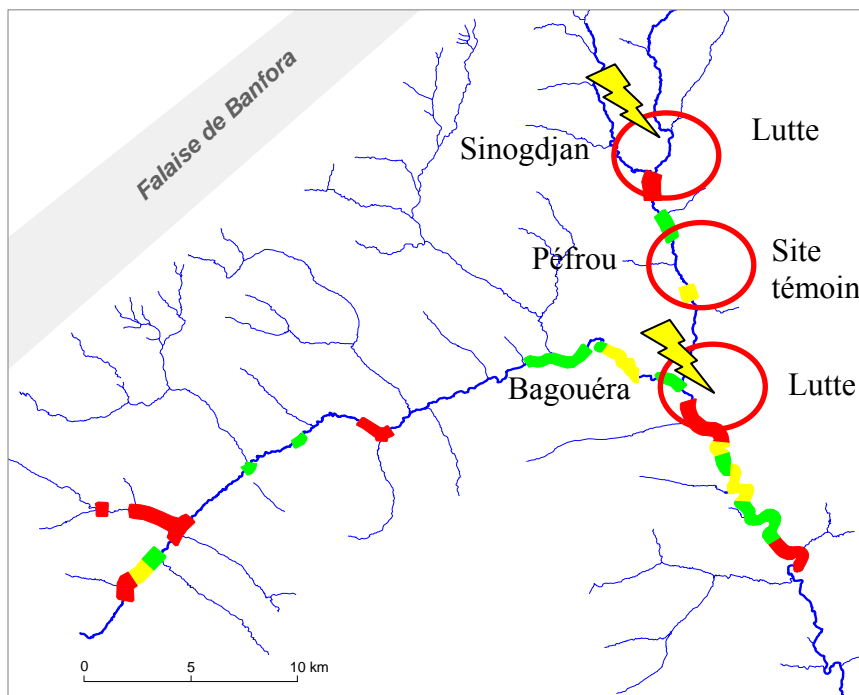 Falaise de Banfora
Sinogdjan
Lutte
Péfrou
Site
témoin
Bagouéra
Lutte
0 5 10 km